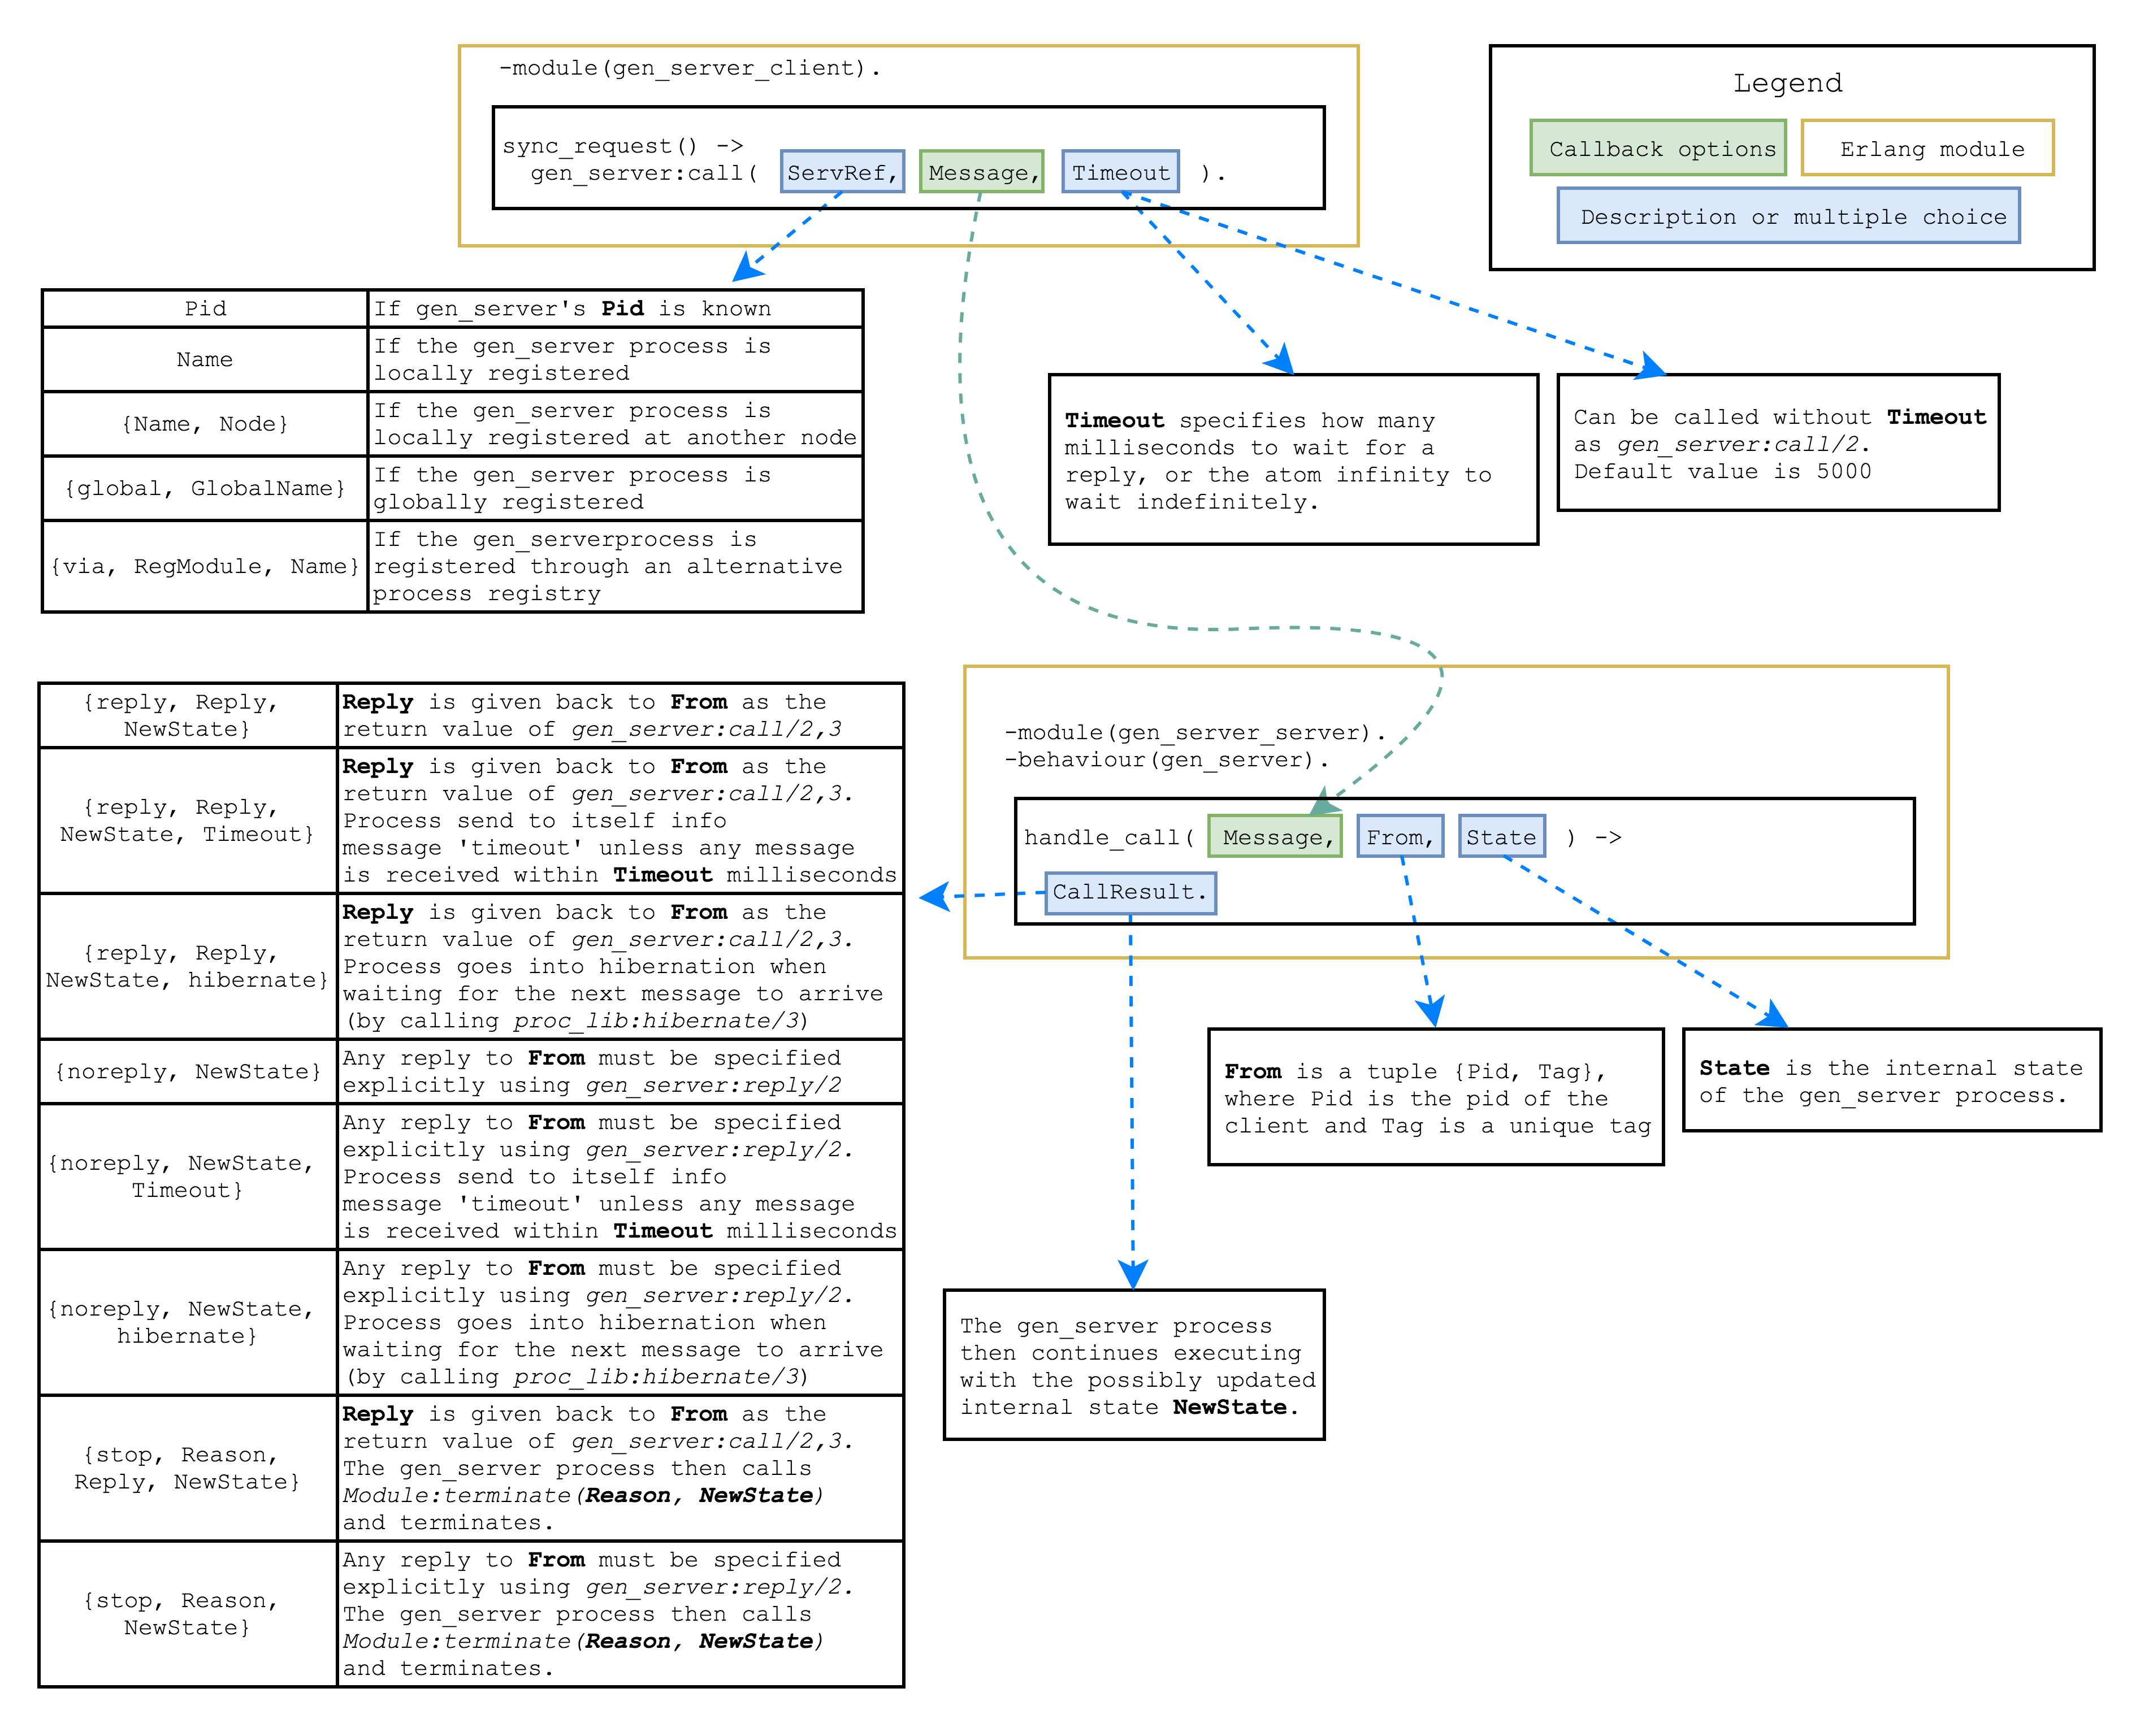 -module(gen_server_client).
sync_request() ->
gen_server:call( ServRef, Message, Timeout ).
Legend
Callback options
Erlang module
Description or multiple choice
Pid
If gen_server's Pid is known
Name
If the gen_server process is
locally registered
{Name, Node}
If the gen_server process is
locally registered at another node
{global, GlobalName}
If the gen_server process is
globally registered
{via, RegModule, Name}
If the gen_serverprocess is
registered through an alternative
process registry
Timeout specifies how many
milliseconds to wait for a
reply, or the atom infinity to
wait indefinitely.
Can be called without Timeout
as gen_server:call/2.
Default value is 5000
{reply, Reply,
NewState}
Reply is given back to From as the
return value of gen_server:call/2,3
{reply, Reply,
NewState, Timeout}
Reply is given back to From as the
return value of gen_server:call/2,3.
Process send to itself info
message 'timeout' unless any message
is received within Timeout milliseconds
{reply, Reply,
NewState, hibernate}
Reply is given back to From as the
return value of gen_server:call/2,3.
Process goes into hibernation when
waiting for the next message to arrive
(by calling proc_lib:hibernate/3)
{noreply, NewState}
Any reply to From must be specified
explicitly using gen_server:reply/2
{noreply, NewState,
Timeout}
Any reply to From must be specified
explicitly using gen_server:reply/2.
Process send to itself info
message 'timeout' unless any message
is received within Timeout milliseconds
{noreply, NewState,
hibernate}
Any reply to From must be specified
explicitly using gen_server:reply/2.
Process goes into hibernation when
waiting for the next message to arrive
(by calling proc_lib:hibernate/3)
{stop, Reason,
Reply, NewState}
Reply is given back to From as the
return value of gen_server:call/2,3.
The gen_server process then calls
Module:terminate(Reason, NewState)
and terminates.
{stop, Reason,
NewState}
Any reply to From must be specified
explicitly using gen_server:reply/2.
The gen_server process then calls
Module:terminate(Reason, NewState)
and terminates.
-module(gen_server_server).
-behaviour(gen_server).
handle_call( Message, From, State ) ->
CallResult.
From is a tuple {Pid, Tag},
where Pid is the pid of the
client and Tag is a unique tag
State is the internal state
of the gen_server process.
The gen_server process
then continues executing
with the possibly updated
internal state NewState.